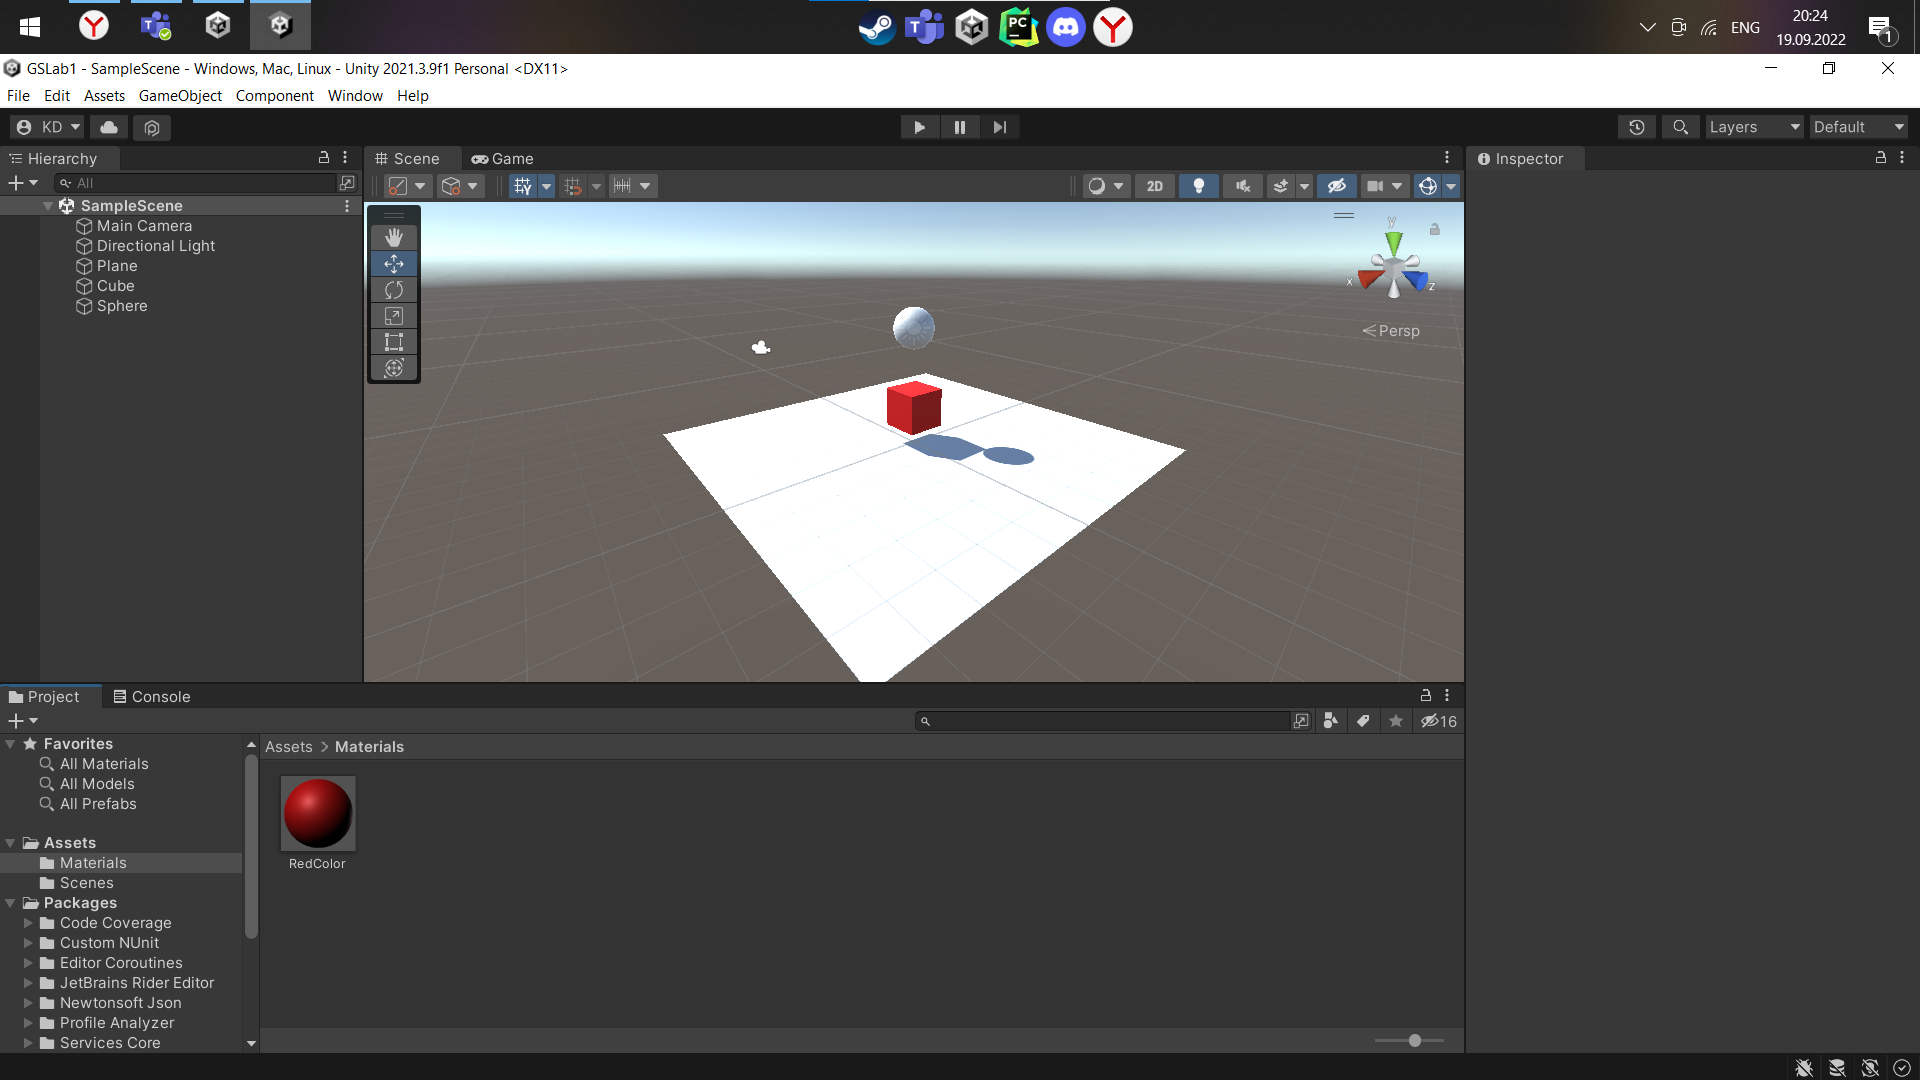 ENG
20:24
19.09.2022
1
GSLab1 - SampleScene - Windows, Mac, Linux - Unity 2021.3.9f1 Personal <DX11>
File Edit Assets GameObject Component Window Help
KD
Layers
Default
Hierarchy
Scene
Game
Inspector
All
2D
SampleScene
Main Camera
Directional Light
Plane
Cube
Sphere
y
x
z
Persp
Project
Console
16
Favorites
All Materials
All Models
All Prefabs
Assets
Materials
Scenes
Packages
Code Coverage
Custom NUnit
Editor Coroutines
JetBrains Rider Editor
Newtonsoft Json
Profile Analyzer
Services Core
Assets > Materials
RedColor